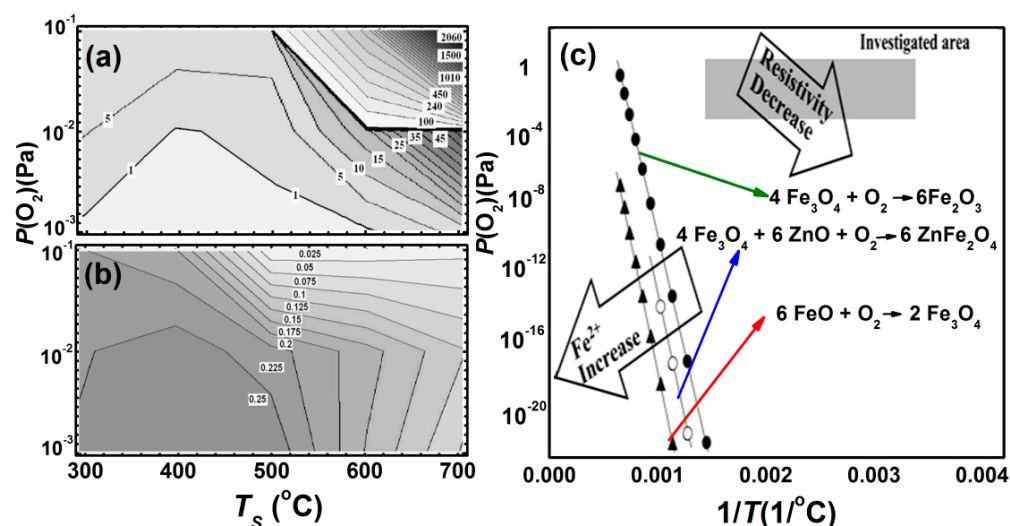 (a)
10⁻¹
10⁻²
10⁻³
P(O₂)(Pa)
5
1
1
5
10
15
25
35
45
100
240
450
1010
1500
2060
(b)
10⁻¹
10⁻²
10⁻³
0.025
0.05
0.075
0.1
0.125
0.15
0.175
0.2
0.225
0.25
300 400 500 600 700
Tₛ (°C)
(c)
Investigated area
Resistivity
Decrease
1
10⁻⁴
10⁻⁸
10⁻¹²
10⁻¹⁶
10⁻²⁰
P(O₂)(Pa)
4 Fe₃O₄ + O₂→6Fe₂O₃
4 Fe₃O₄ + 6 ZnO + O₂→6 ZnFe₂O₄
6 FeO + O₂→ 2 Fe₃O₄
Fe²⁺
Increase
0.000 0.001 0.002 0.003 0.004
1/T(1/°C)